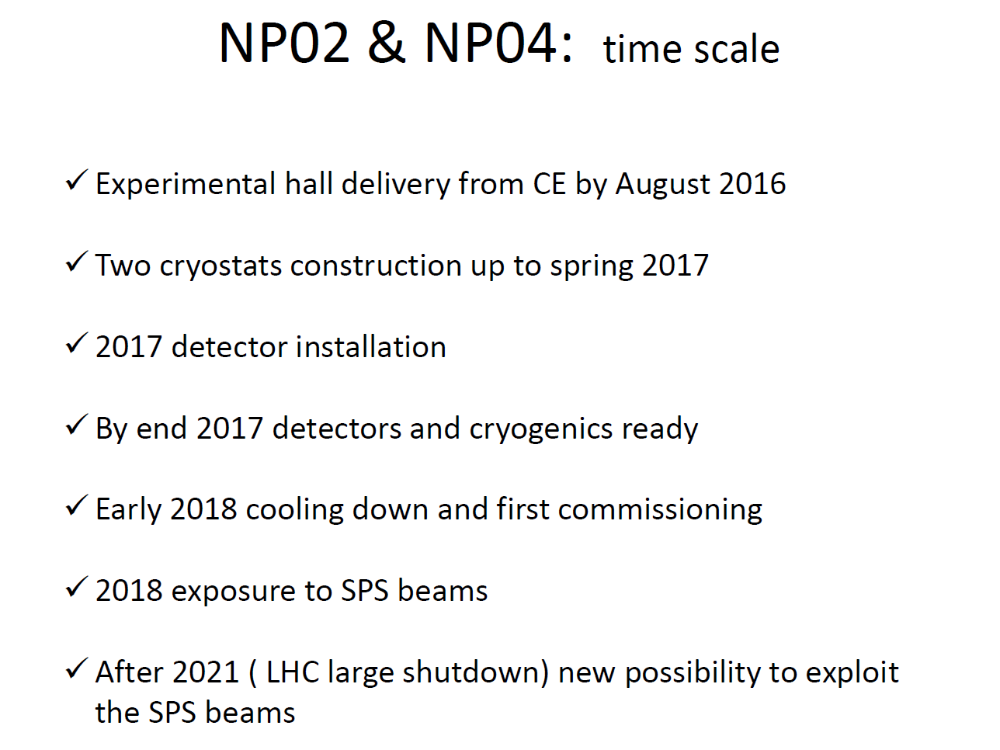 NP02 & NP04: time scale
✓ Experimental hall delivery from CE by August 2016
✓ Two cryostats construction up to spring 2017
✓ 2017 detector installation
✓ By end 2017 detectors and cryogenics ready
✓ Early 2018 cooling down and first commissioning
✓ 2018 exposure to SPS beams
✓ After 2021 ( LHC large shutdown) new possibility to exploit
the SPS beams